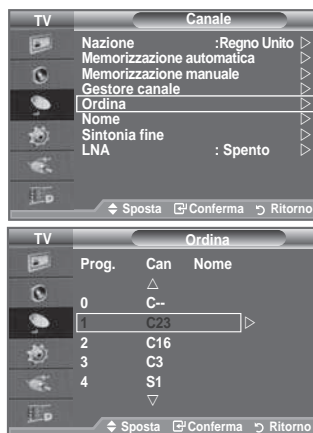 TV Canale
Nazione :Regno Unito
Memorizzazione automatica
Memorizzazione manuale
Gestore canale
Ordina
Nome
Sintonia fine
LNA : Spento
Sposta Conferma Ritorno
TV Ordina
Prog. Can Nome
0 C--
1 C23
2 C16
3 C3
4 S1
Sposta Conferma Ritorno